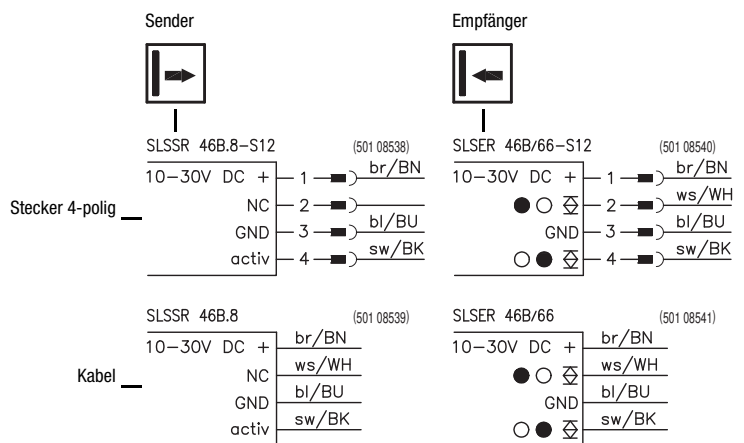 Sender Empfänger
SLSSR 46B.8-S12 (501 08538) SLSER 46B/66-S12 (501 08540)
10-30V DC + 1 br/BN 10-30V DC + 1 br/BN
Stecker 4-polig NC 2 2 ws/WH
GND 3 bl/BU GND 3 bl/BU
activ 4 sw/BK 4 sw/BK
SLSSR 46B.8 (501 08539) SLSER 46B/66 (501 08541)
10-30V DC + br/BN 10-30V DC + br/BN
Kabel NC ws/WH ws/WH
GND bl/BU GND bl/BU
activ sw/BK sw/BK